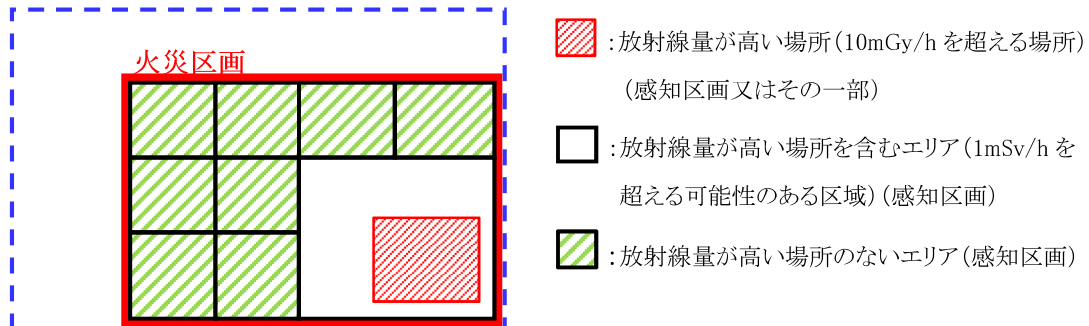 火災区画
:放射線量が高い場所(10mGy/h を超える場所)
(感知区画又はその一部)
:放射線量が高い場所を含むエリア(1mSv/h を
超える可能性のある区域)(感知区画)
:放射線量が高い場所のないエリア(感知区画)